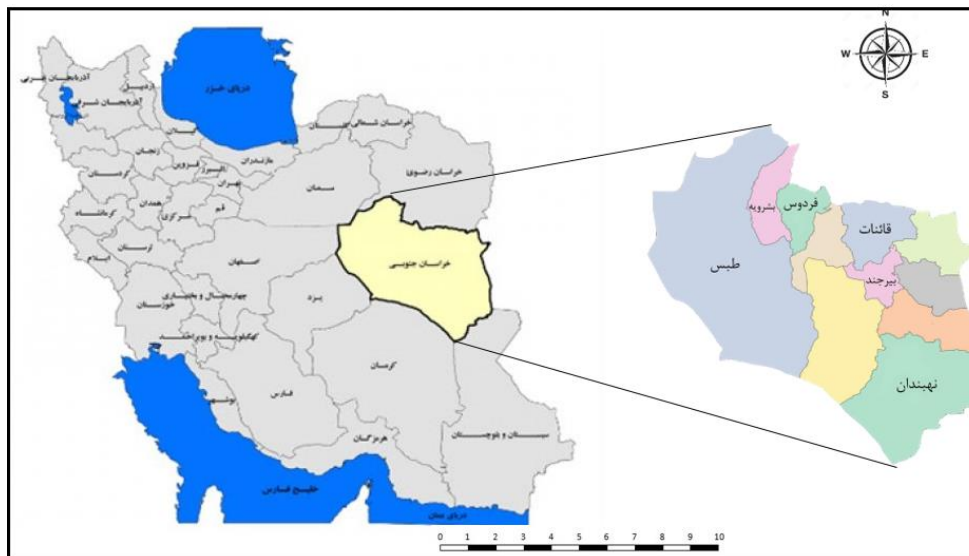 N
W E
S
دریای خزر
آذربایجان غربی
آذربایجان شرقی
اردبیل
گیلان
زنجان
کردستان
قزوین
البرز
تهران
مازندران
خراسان شمالی
خراسان رضوی
سمنان
کرمانشاه
همدان
مرکزی
قم
لرستان
ایلام
اصفهان
خراسان جنوبی
یزد
چهارمحال و بختیاری
خوزستان
کهگیلویه و بویراحمد
کرمان
فارس
بوشهر
هرمزگان
سیستان و بلوچستان
خلیج فارس
دریای عمان
بشرویه
فردوس
قائنات
طبس
بیرجند
نهبندان
0 1 2 3 4 5 6 7 8 9 10